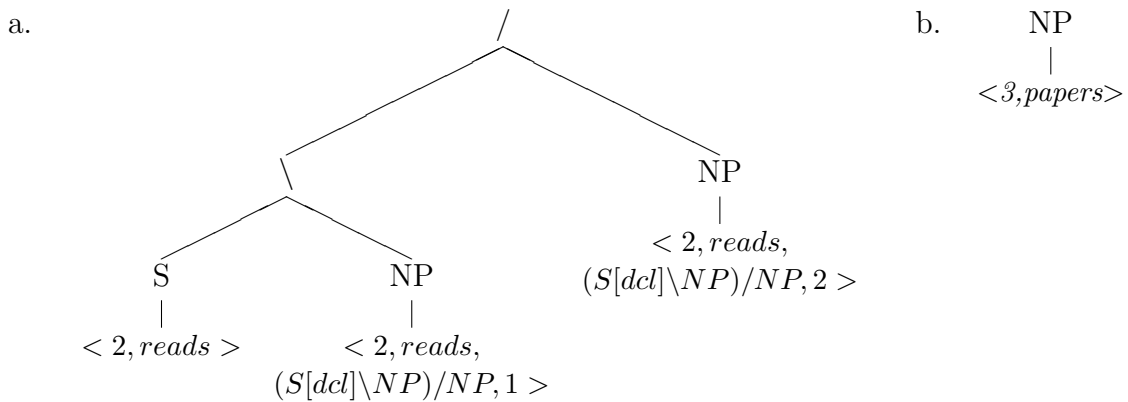 a.
/
b.
NP
<3,papers>
\
NP
< 2, reads,
(S[dcl]\NP)/NP, 2 >
S
NP
< 2, reads >
< 2, reads,
(S[dcl]\NP)/NP, 1 >